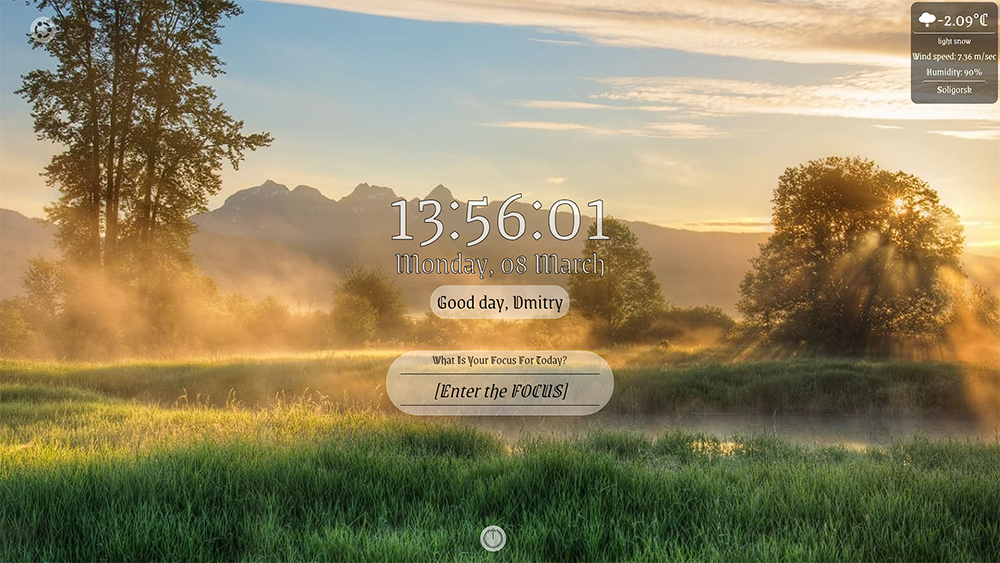 -2.09°C
light snow
Wind speed: 7.36 m/sec
Humidity: 90%
Soligorsk
13:56:01
Monday, 08 March
Good day, Dmitry
What Is Your Focus For Today?
[Enter the FOCUS]